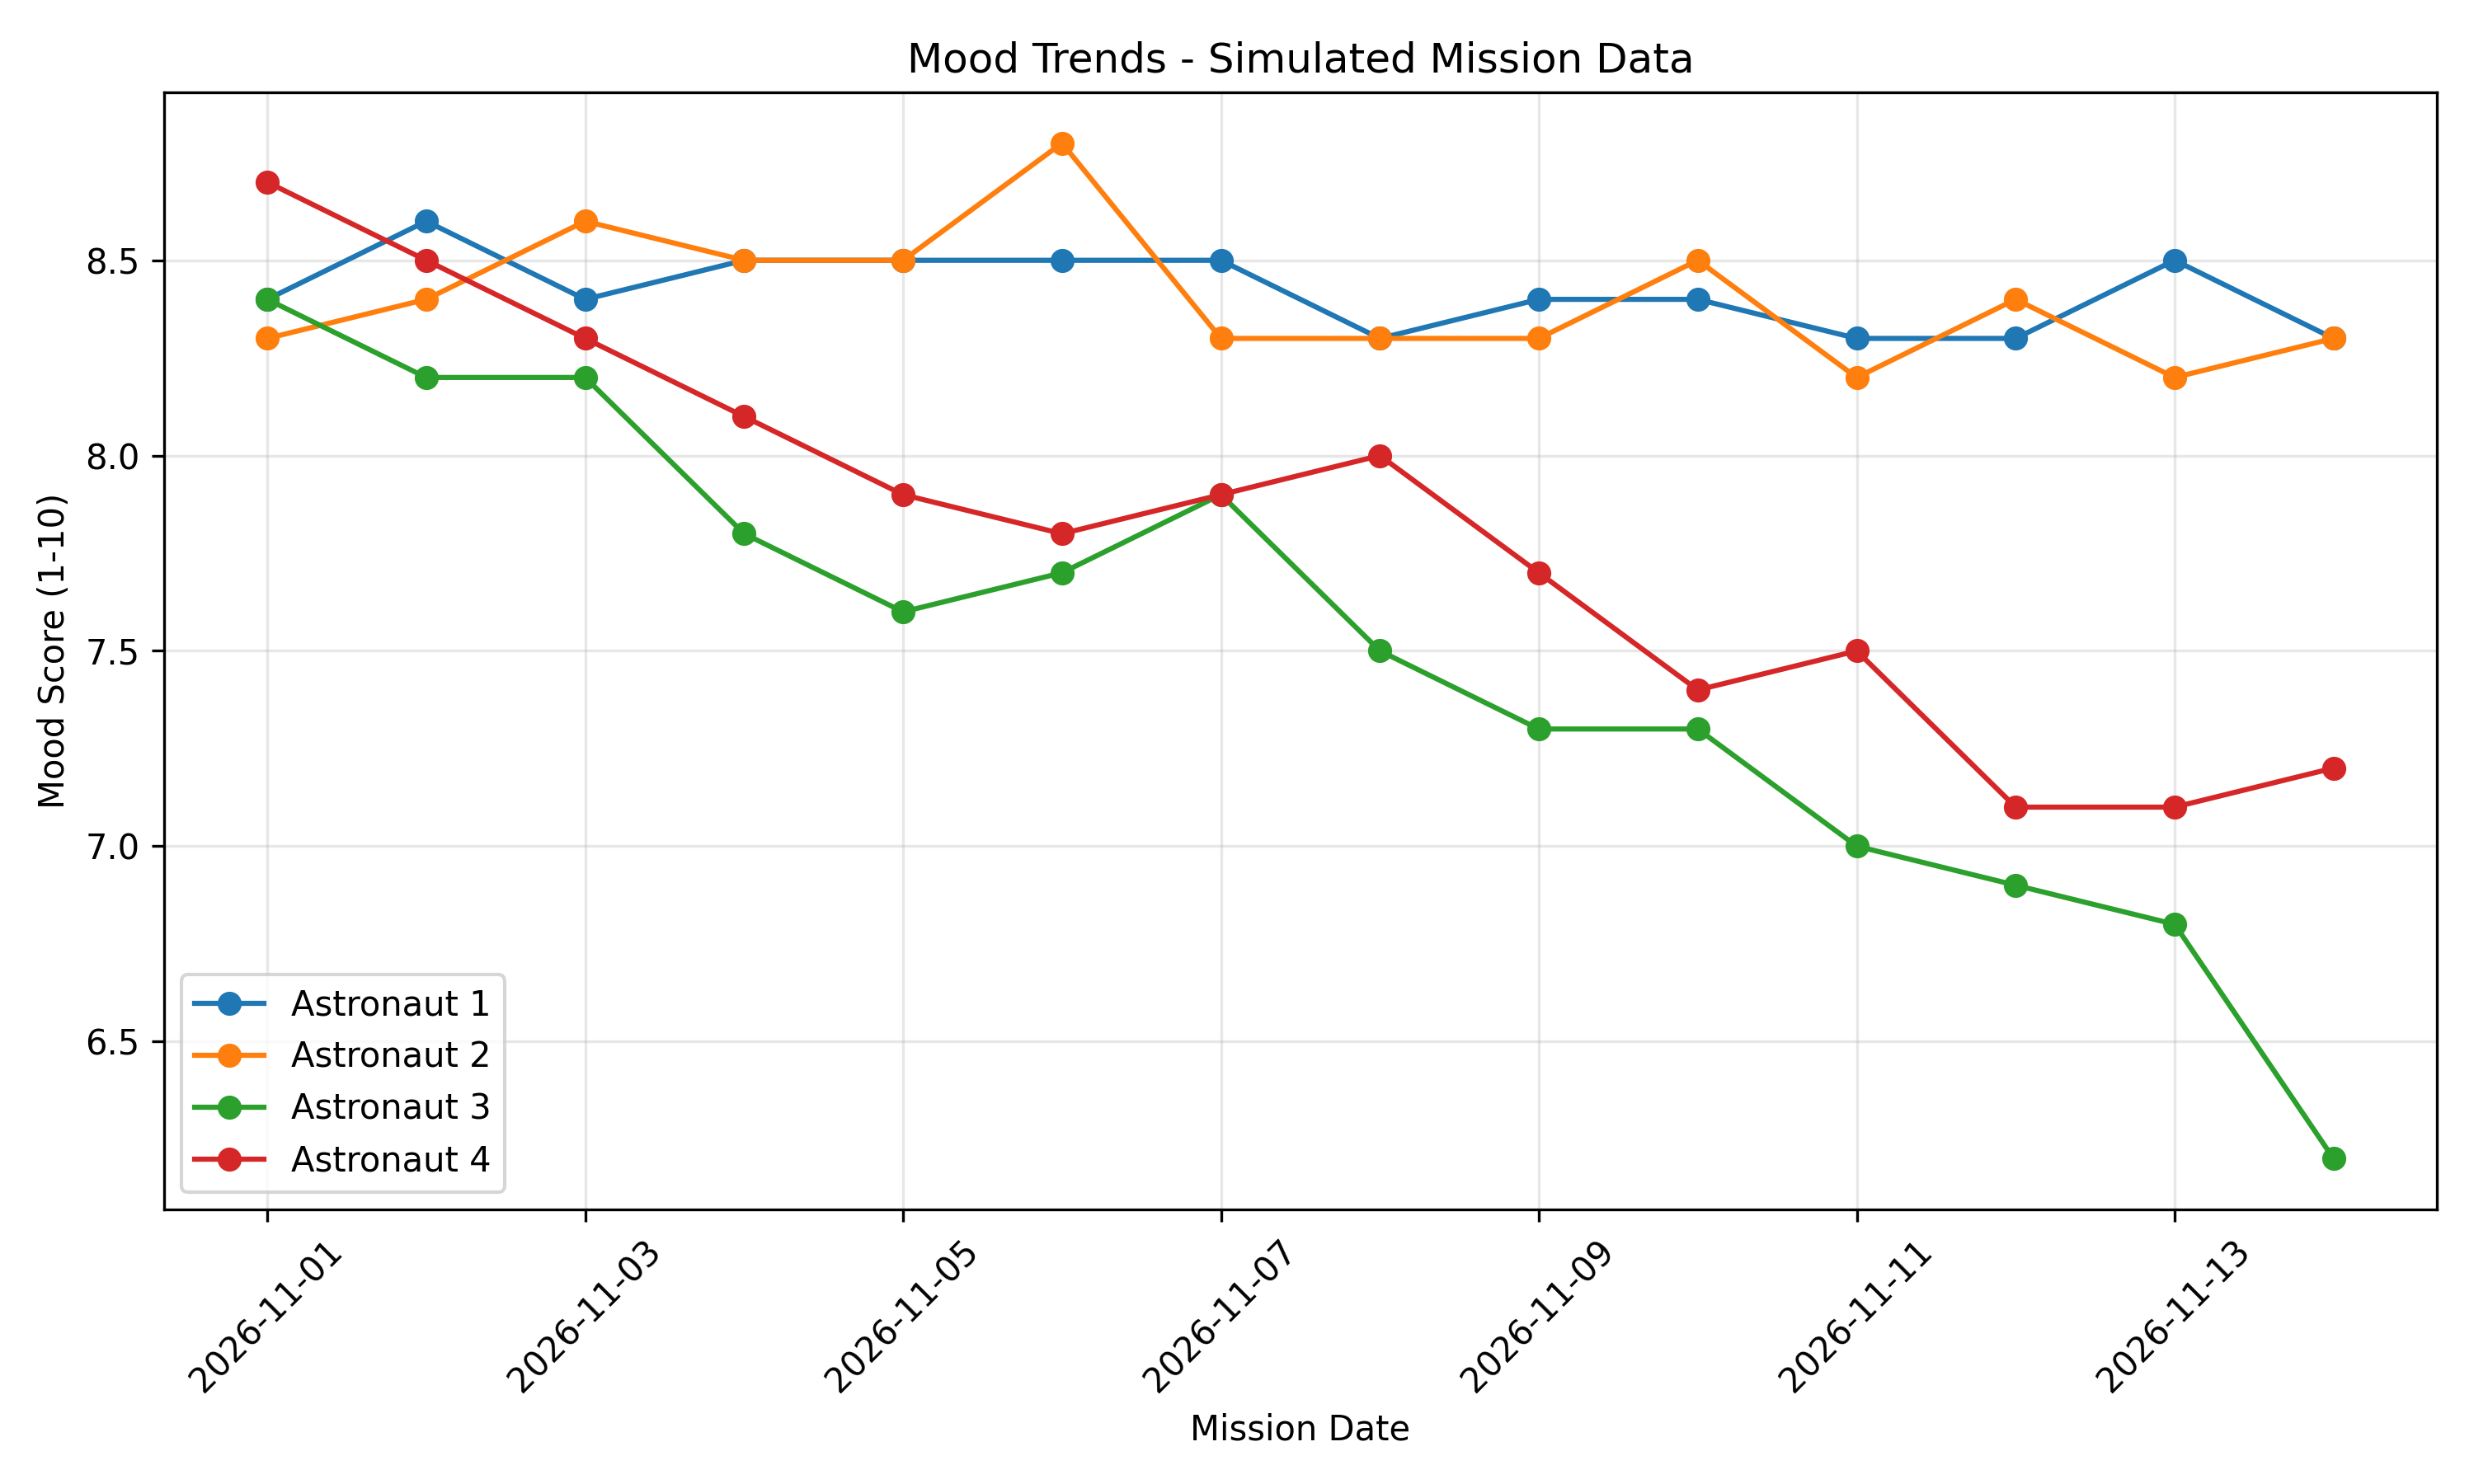 Mood Trends - Simulated Mission Data
Mood Score (1-10)
8.5
8.0
7.5
7.0
6.5
Astronaut 1
Astronaut 2
Astronaut 3
Astronaut 4
2026-11-01
2026-11-03
2026-11-05
2026-11-07
2026-11-09
2026-11-11
2026-11-13
Mission Date